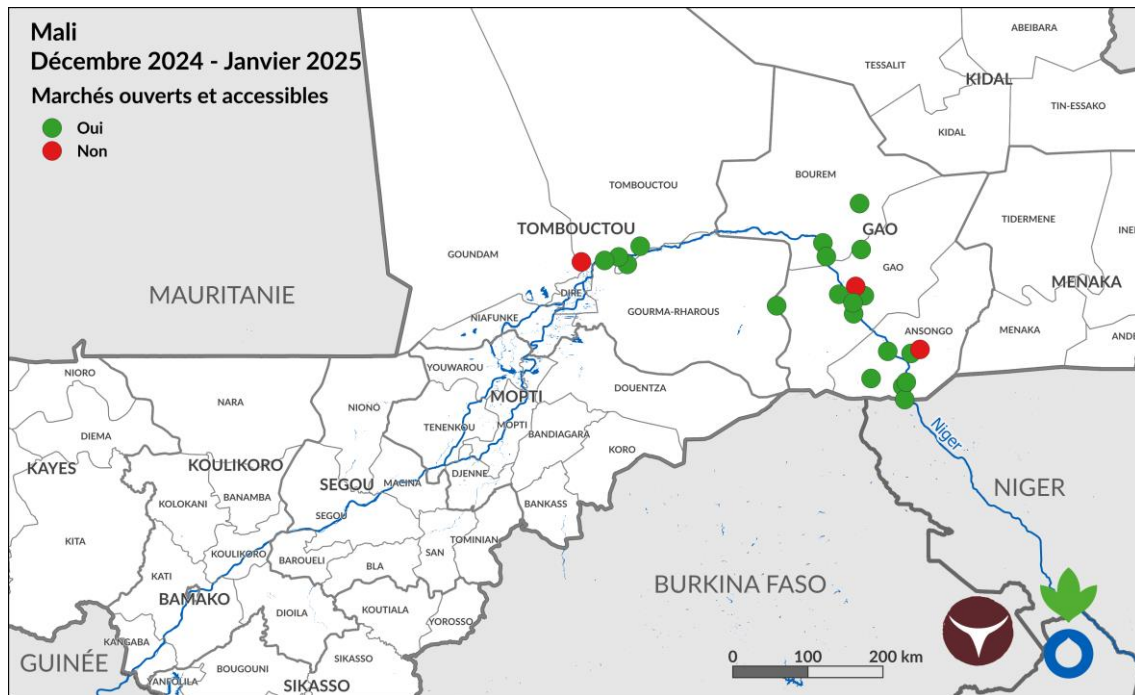 Mali
Décembre 2024 - Janvier 2025
Marchés ouverts et accessibles
Oui
Non
ABEIBARA
TESSALIT
KIDAL
TIN-ESSAKO
KIDAL
BOUREM
TOMBOUCTOU
TOMBOUCTOU
GAO
TIDERMENE
GOUNDAM
GAO
MENAKA
MAURITANIE
DIRE
NIAFUNKE
GOURMA-RHAROUS
ANSONGO
MENAKA
YOUWAROU
NIORO
DOUENTZA
NARA
NIONO
MOPTI
TENENKOU
MOPTI
DIEMA
BANDIAGARA
Niger
KORO
KAYES
KOULIKORO
DJENNE
SEGOU
MACINA
NIGER
KOLOKANI
BANAMBA
BANKASS
SEGOU
KITA
TOMINIAN
KOULIKORO
SAN
BAROUELI
BLA
KATI
BURKINA FASO
BAMAKO
DIOILA
KOUTIALA
YOROSSO
KANGABA
GUINÉE
SIKASSO
BOUGOUNI
YANFOLILA
SIKASSO
0 100 200 km